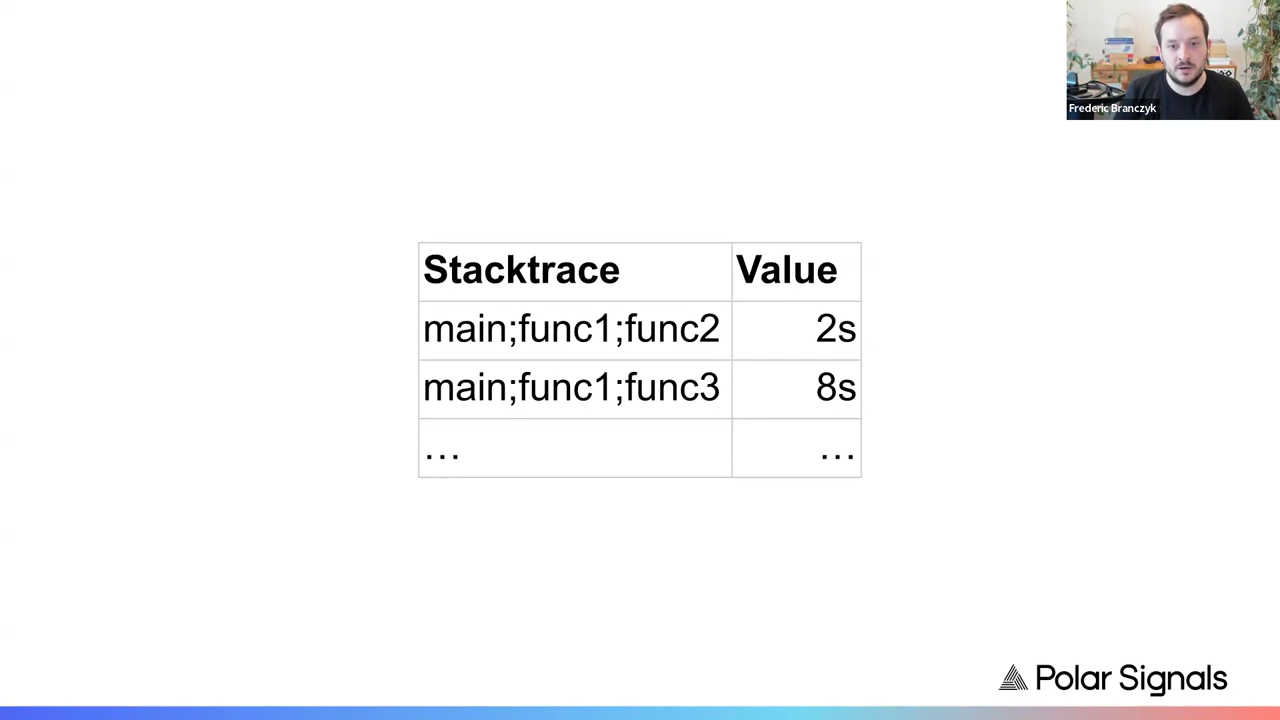 Frederic Branczyk
Stacktrace Value
main;func1;func2 2s
main;func1;func3 8s
… …
Polar Signals